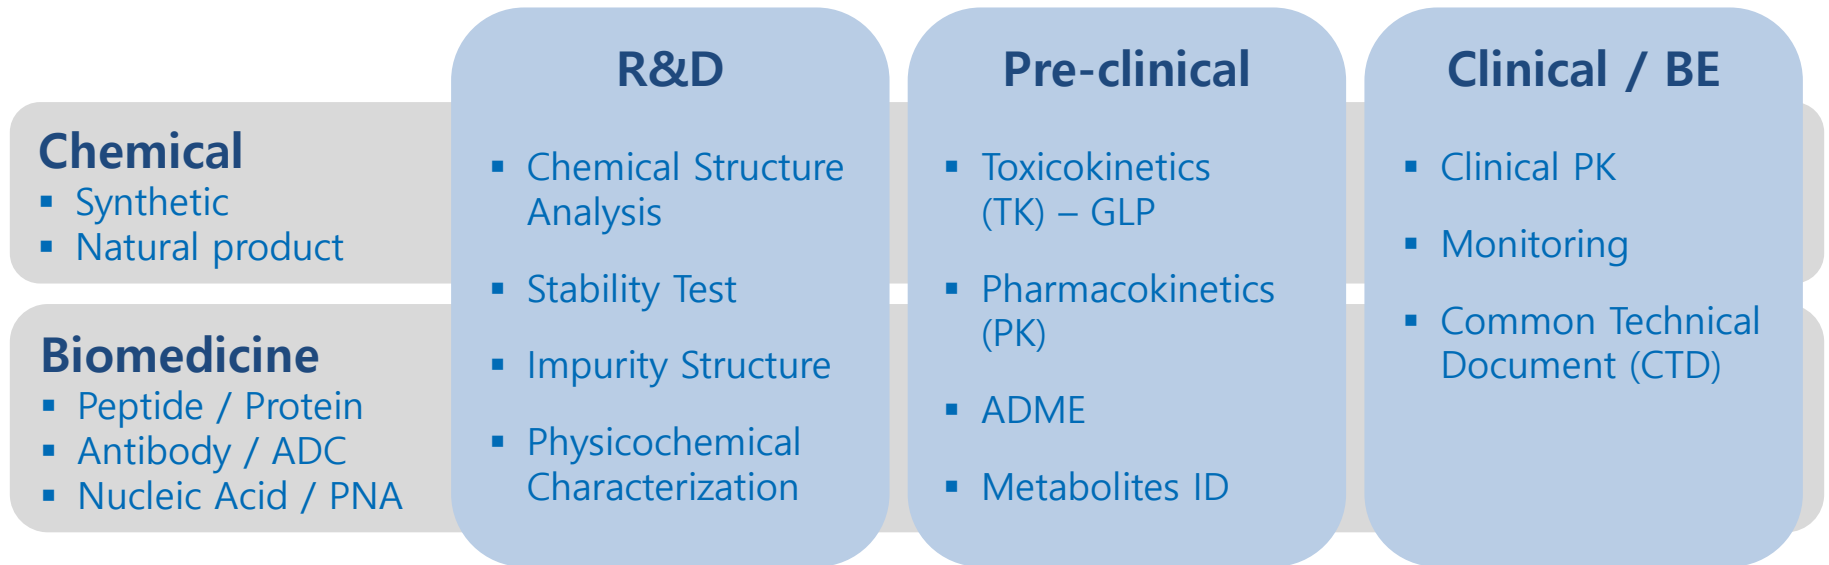 Chemical
▪ Synthetic
▪ Natural product
Biomedicine
▪ Peptide / Protein
▪ Antibody / ADC
▪ Nucleic Acid / PNA
R&D
▪ Chemical Structure
Analysis
▪ Stability Test
▪ Impurity Structure
▪ Physicochemical
Characterization
Pre-clinical
▪ Toxicokinetics
(TK) – GLP
▪ Pharmacokinetics
(PK)
▪ ADME
▪ Metabolites ID
Clinical / BE
▪ Clinical PK
▪ Monitoring
▪ Common Technical
Document (CTD)